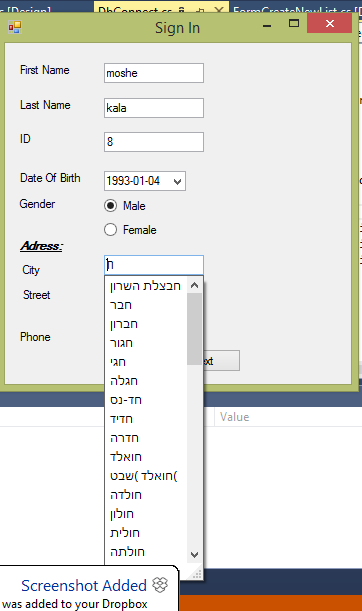 [Design]
DbConnect.cs
FormCreateNewList.cs [D
Sign In
First Name
moshe
Last Name
kala
ID
8
Date Of Birth
1993-01-04
Gender
Male
Female
Adress:
City
ח
Street
Phone
חבצלת השרון
חבר
חברון
חגור
חגי
חגלה
חד-נס
חדיד
חדרה
חואלד
חואלד (שבט(
חולדה
חולון
חולית
חולתה
ext
Value
Screenshot Added
was added to your Dropbox